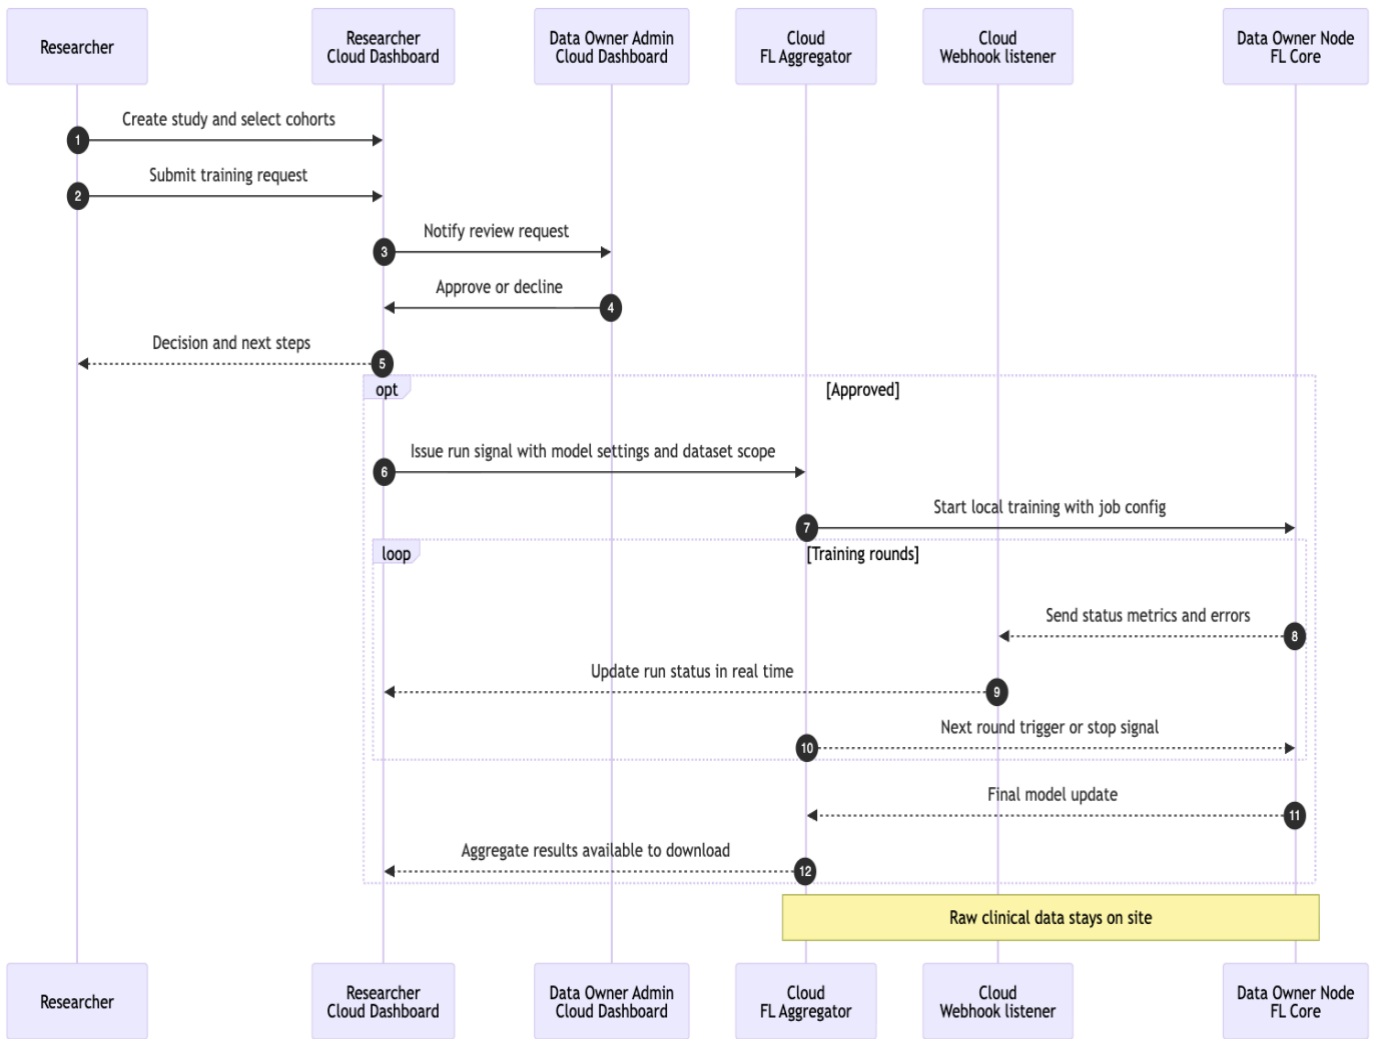 Researcher
Researcher
Cloud Dashboard
Data Owner Admin
Cloud Dashboard
Cloud
FL Aggregator
Cloud
Webhook listener
Data Owner Node
FL Core
Create study and select cohorts
1
Submit training request
2
Notify review request
3
Approve or decline
4
Decision and next steps
5
opt
[Approved]
Issue run signal with model settings and dataset scope
6
Start local training with job config
7
loop
[Training rounds]
Send status metrics and errors
8
Update run status in real time
9
Next round trigger or stop signal
10
Final model update
11
Aggregate results available to download
12
Raw clinical data stays on site
Researcher
Researcher
Cloud Dashboard
Data Owner Admin
Cloud Dashboard
Cloud
FL Aggregator
Cloud
Webhook listener
Data Owner Node
FL Core